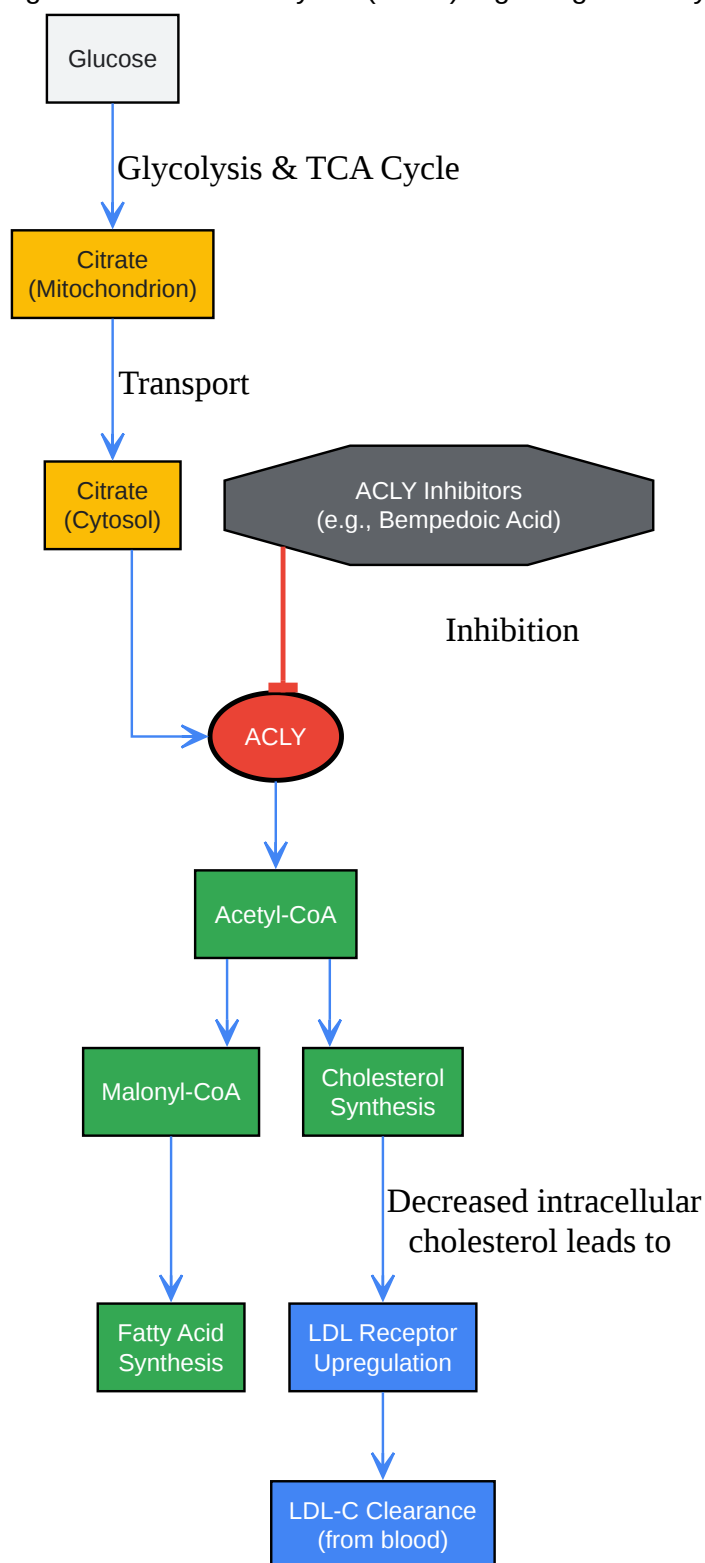 Glucose
Glycolysis & TCA Cycle
Citrate
(Mitochondrion)
Transport
Citrate
(Cytosol)
ACLY Inhibitors
(e.g., Bempedoic Acid)
Inhibition
ACLY
Acetyl-CoA
Malonyl-CoA
Cholesterol
Synthesis
Decreased intracellular
cholesterol leads to
Fatty Acid
Synthesis
LDL Receptor
Upregulation
LDL-C Clearance
(from blood)